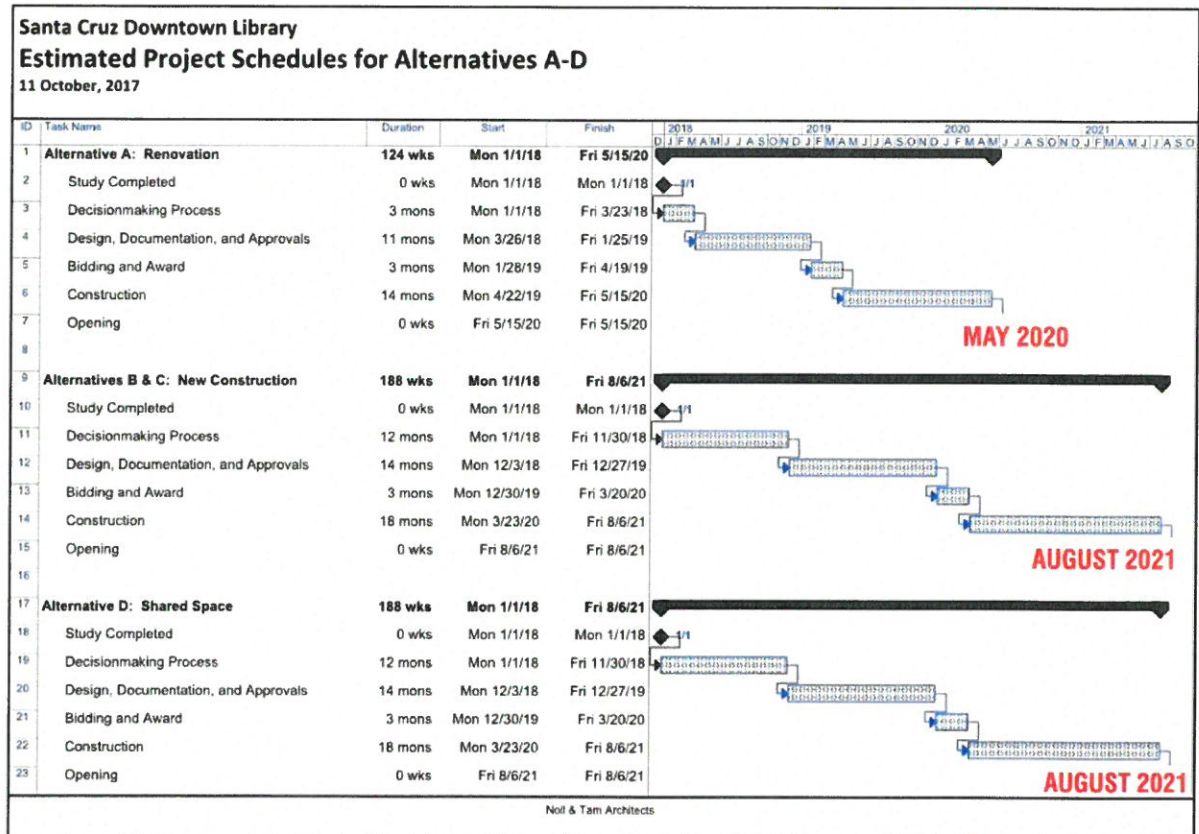 Santa Cruz Downtown Library
Estimated Project Schedules for Alternatives A-D
11 October, 2017
ID Task Name Duration Start Finish 2018 2019 2020 2021
D J F M A M J J A S O N D J F M A M J J A S O N D J F M A M J J A S O N D J F M A M J J A S O
1 Alternative A: Renovation 124 wks Mon 1/1/18 Fri 5/15/20
2 Study Completed 0 wks Mon 1/1/18 Mon 1/1/18 1/1
3 Decisionmaking Process 3 mons Mon 1/1/18 Fri 3/23/18
4 Design, Documentation, and Approvals 11 mons Mon 3/26/18 Fri 1/25/19
5 Bidding and Award 3 mons Mon 1/28/19 Fri 4/19/19
6 Construction 14 mons Mon 4/22/19 Fri 5/15/20
7 Opening 0 wks Fri 5/15/20 Fri 5/15/20
MAY 2020
8
9 Alternatives B & C: New Construction 188 wks Mon 1/1/18 Fri 8/6/21
10 Study Completed 0 wks Mon 1/1/18 Mon 1/1/18 1/1
11 Decisionmaking Process 12 mons Mon 1/1/18 Fri 11/30/18
12 Design, Documentation, and Approvals 14 mons Mon 12/3/18 Fri 12/27/19
13 Bidding and Award 3 mons Mon 12/30/19 Fri 3/20/20
14 Construction 18 mons Mon 3/23/20 Fri 8/6/21
15 Opening 0 wks Fri 8/6/21 Fri 8/6/21
AUGUST 2021
16
17 Alternative D: Shared Space 188 wks Mon 1/1/18 Fri 8/6/21
18 Study Completed 0 wks Mon 1/1/18 Mon 1/1/18 1/1
19 Decisionmaking Process 12 mons Mon 1/1/18 Fri 11/30/18
20 Design, Documentation, and Approvals 14 mons Mon 12/3/18 Fri 12/27/19
21 Bidding and Award 3 mons Mon 12/30/19 Fri 3/20/20
22 Construction 18 mons Mon 3/23/20 Fri 8/6/21
23 Opening 0 wks Fri 8/6/21 Fri 8/6/21
AUGUST 2021
Noll & Tam Architects